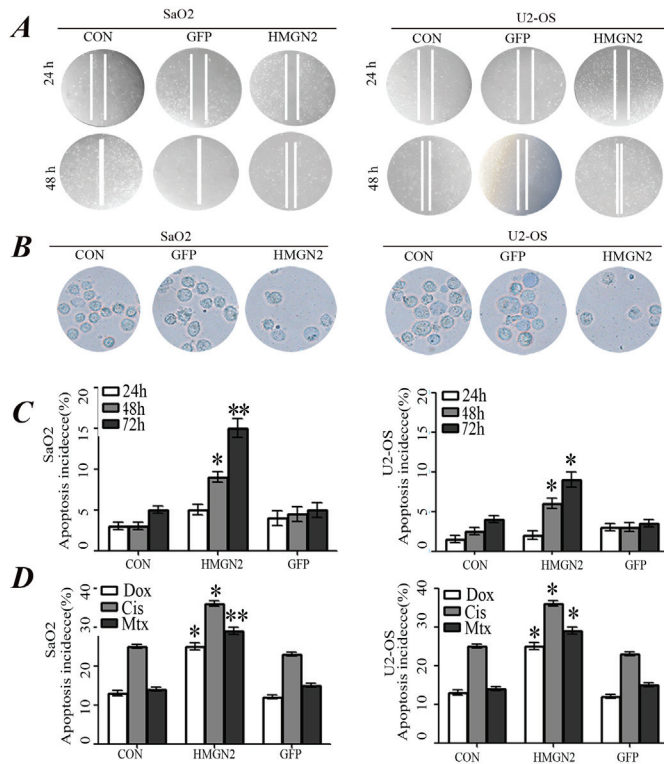 A
SaO2
U2-OS
CON GFP HMGN2
CON GFP HMGN2
24 h
24 h
48 h
48 h
B
SaO2
U2-OS
CON GFP HMGN2
CON GFP HMGN2
C
SaO2
Apoptosis incidecce(%)
20
15
10
5
0
24h
48h
72h
*
**
CON HMGN2 GFP
U2-OS
Apoptosis incidecce(%)
20
15
10
5
0
24h
48h
72h
*
*
CON HMGN2 GFP
D
SaO2
Apoptosis incidecce(%)
40
30
20
10
Dox
Cis
Mtx
*
*
**
CON HMGN2 GFP
U2-OS
Apoptosis incidecce(%)
40
30
20
10
Dox
Cis
Mtx
*
*
*
CON HMGN2 GFP